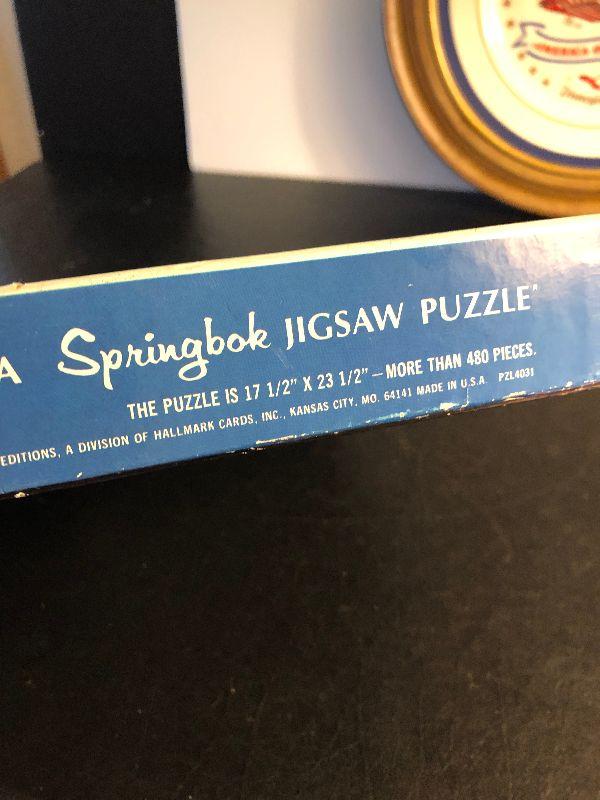 AMERICA
A Springbok JIGSAW PUZZLE
THE PUZZLE IS 17 1/2" X 23 1/2" – MORE THAN 480 PIECES.
EDITIONS, A DIVISION OF HALLMARK CARDS, INC., KANSAS CITY, MO. 64141 MADE IN U.S.A. PZL4031